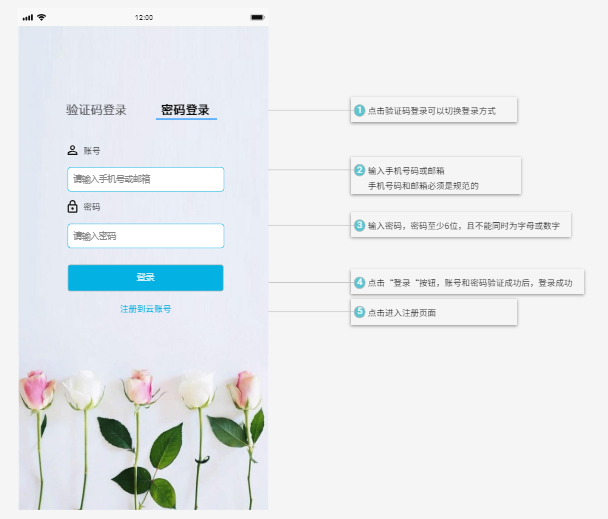 12:00
验证码登录 密码登录
账号
请输入手机号或邮箱
密码
请输入密码
登录
注册到云账号
1 点击验证码登录可以切换登录方式
2 输入手机号码或邮箱
手机号码和邮箱必须是规范的
3 输入密码，密码至少6位，且不能同时为字母或数字
4 点击“登录“按钮，账号和密码验证成功后，登录成功
5 点击进入注册页面